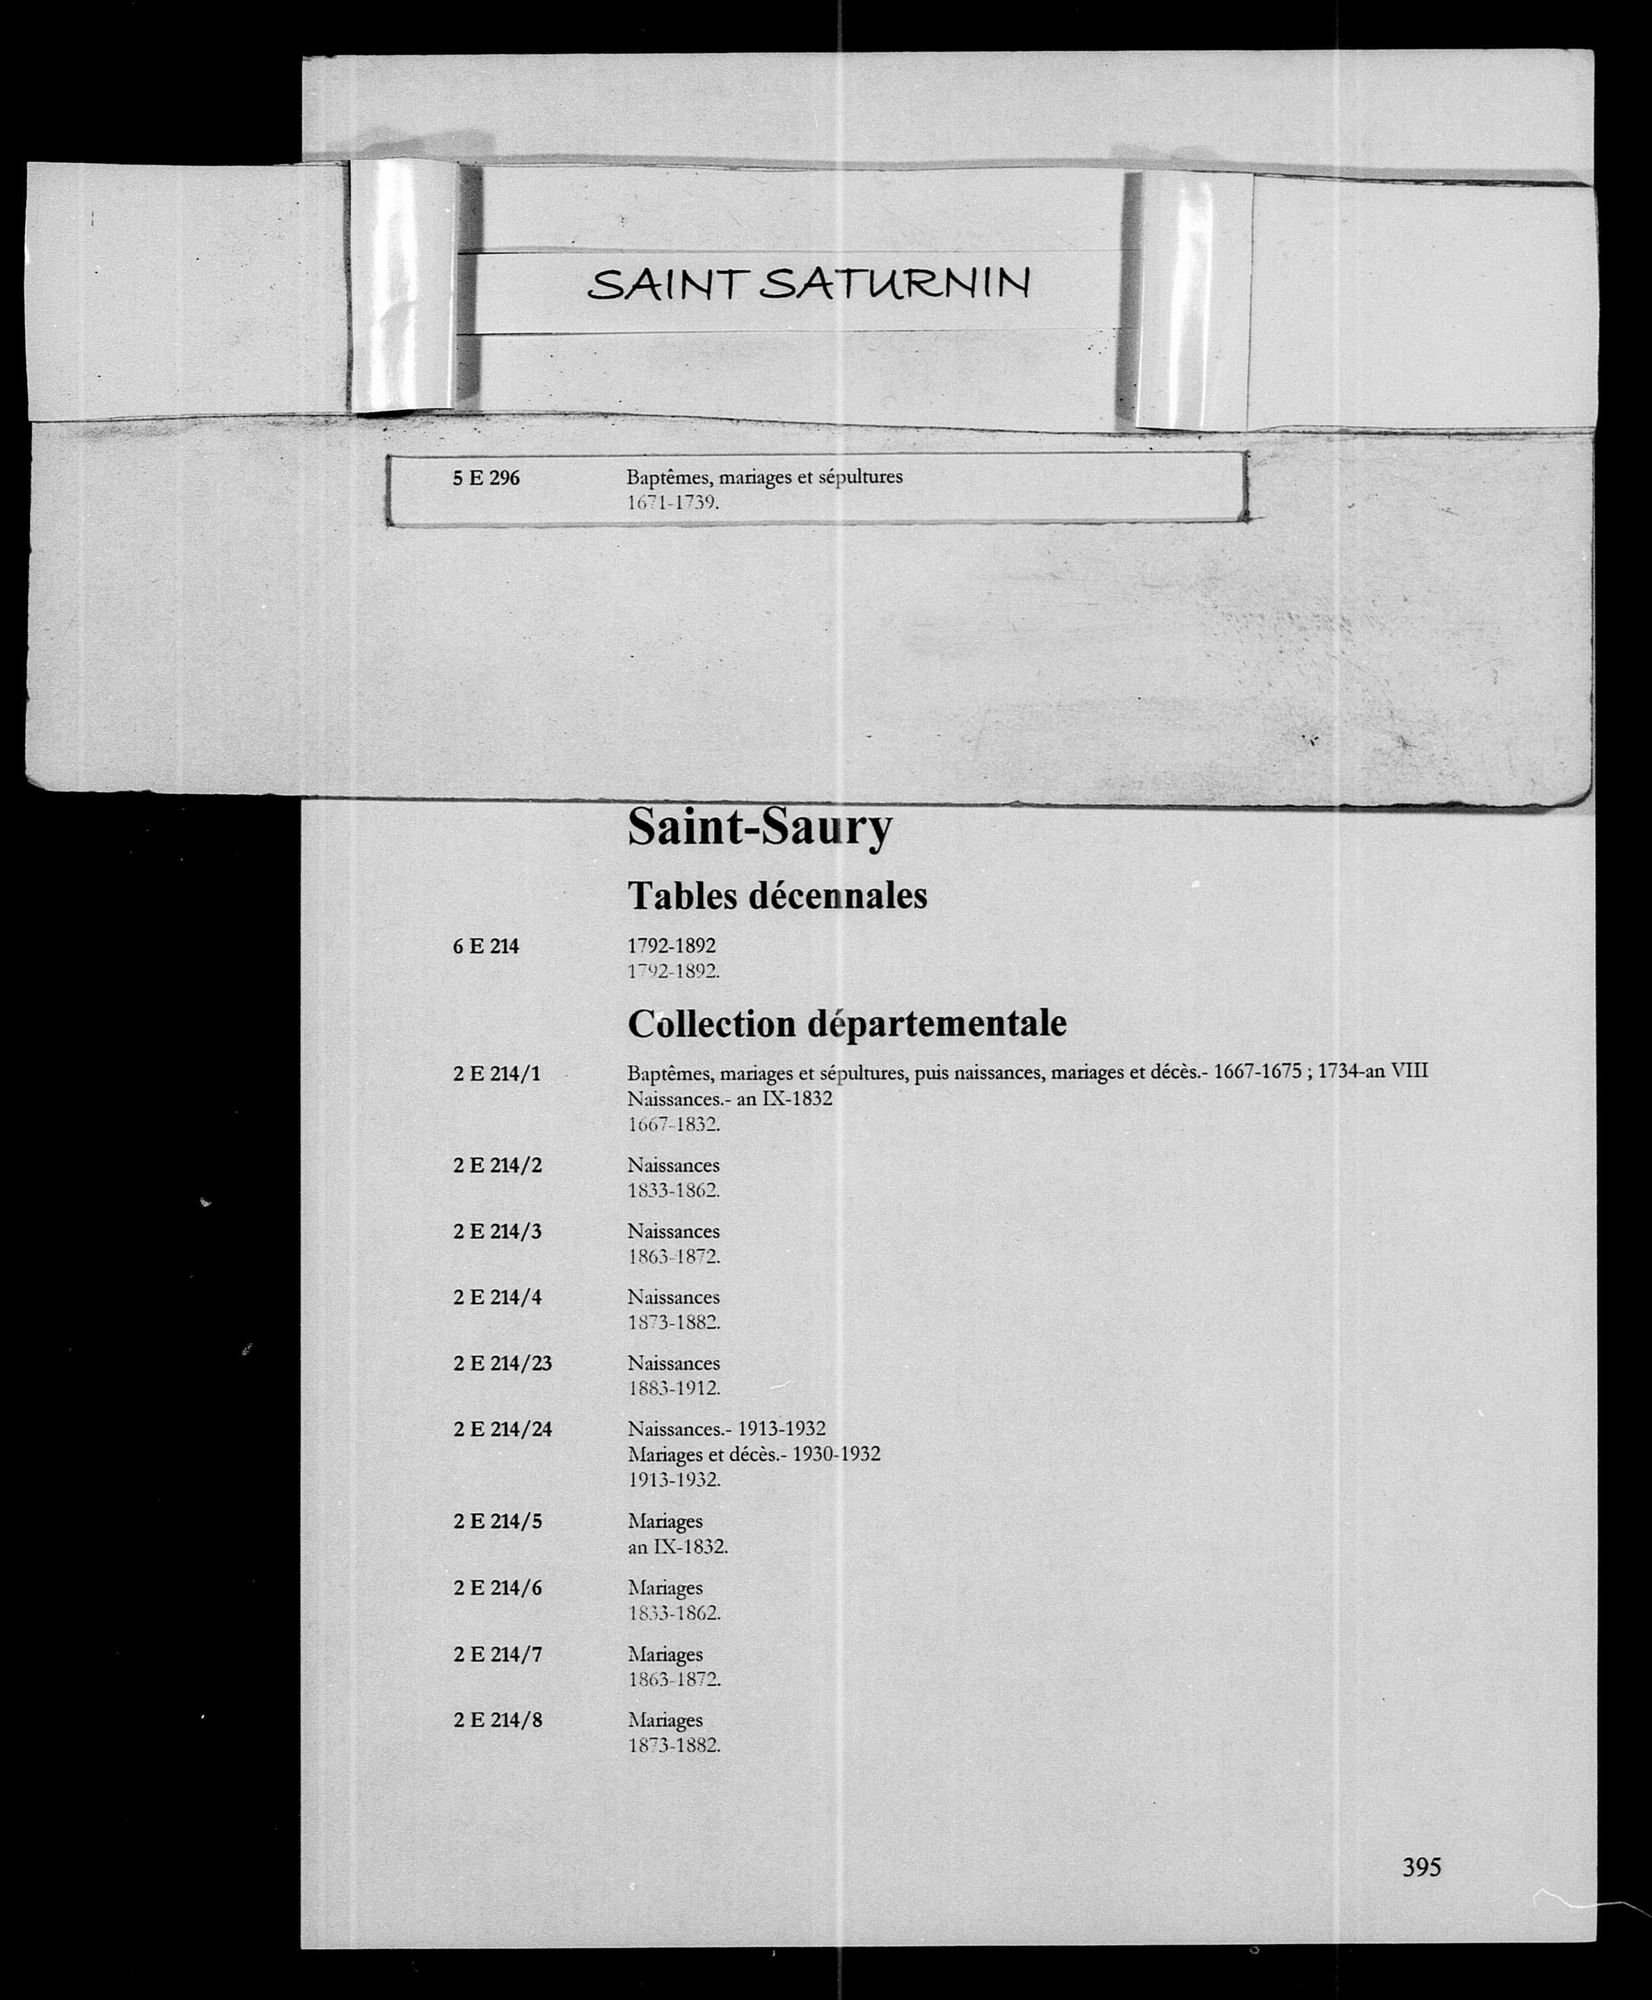 SAINT SATURNIN
5 E 296 Baptêmes, mariages et sépultures
1671-1739.
Saint-Saury
Tables décennales
6 E 214 1792-1892
1792-1892.
Collection départementale
2 E 214/1 Baptêmes, mariages et sépultures, puis naissances, mariages et décès.- 1667-1675 ; 1734-an VIII
Naissances.- an IX-1832
1667-1832.
2 E 214/2 Naissances
1833-1862.
2 E 214/3 Naissances
1863-1872.
2 E 214/4 Naissances
1873-1882.
2 E 214/23 Naissances
1883-1912.
2 E 214/24 Naissances.- 1913-1932
Mariages et décès.- 1930-1932
1913-1932.
2 E 214/5 Mariages
an IX-1832.
2 E 214/6 Mariages
1833-1862.
2 E 214/7 Mariages
1863-1872.
2 E 214/8 Mariages
1873-1882.
395